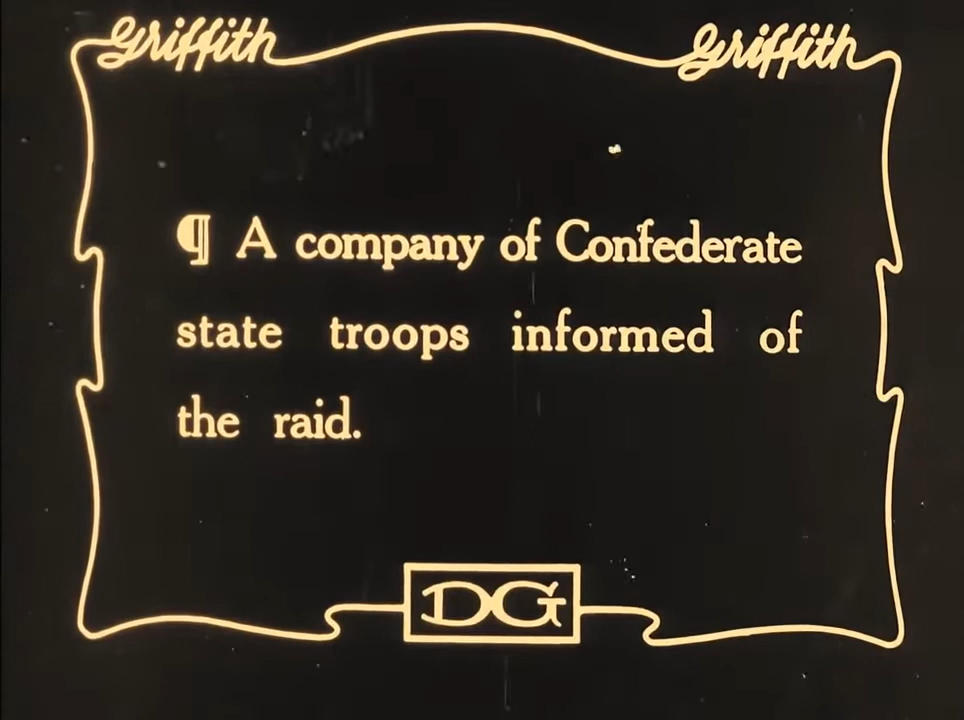 Griffith Griffith
¶ A company of Confederate
state troops informed of
the raid.
DG